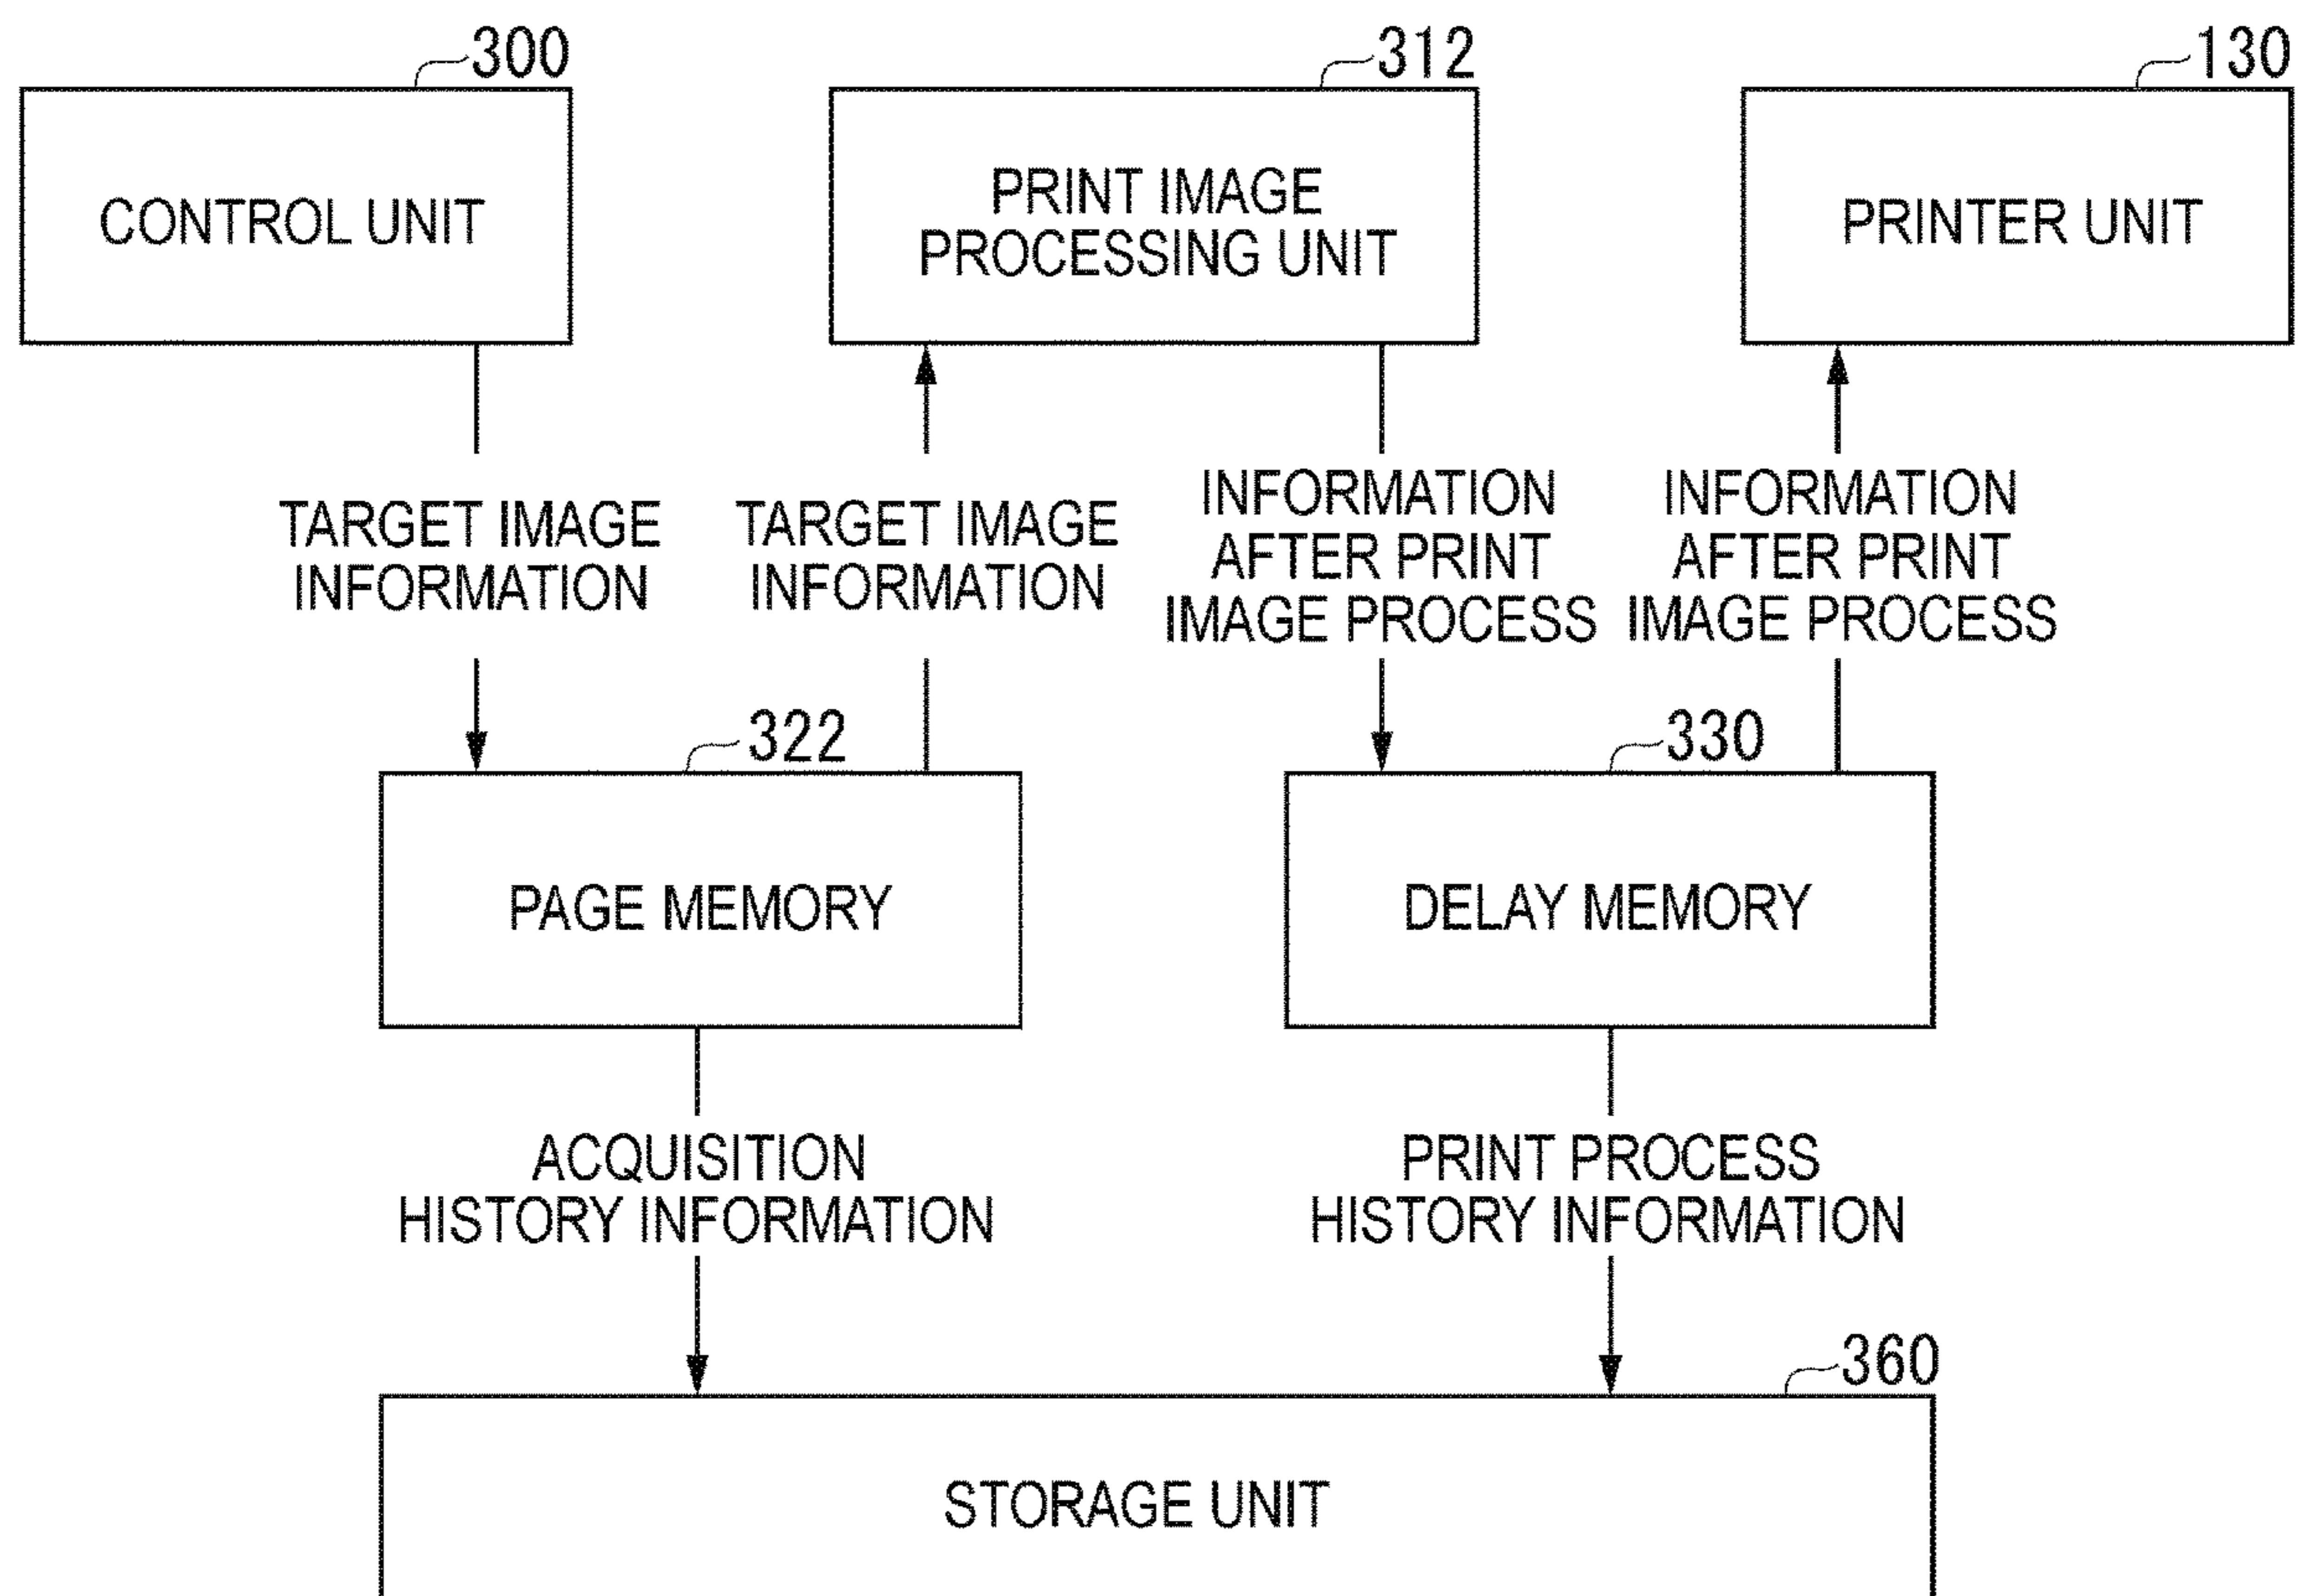 300
312
130
CONTROL UNIT
PRINT IMAGE
PROCESSING UNIT
PRINTER UNIT
TARGET IMAGE
INFORMATION
TARGET IMAGE
INFORMATION
INFORMATION
AFTER PRINT
IMAGE PROCESS
INFORMATION
AFTER PRINT
IMAGE PROCESS
322
330
PAGE MEMORY
DELAY MEMORY
ACQUISITION
HISTORY INFORMATION
PRINT PROCESS
HISTORY INFORMATION
360
STORAGE UNIT